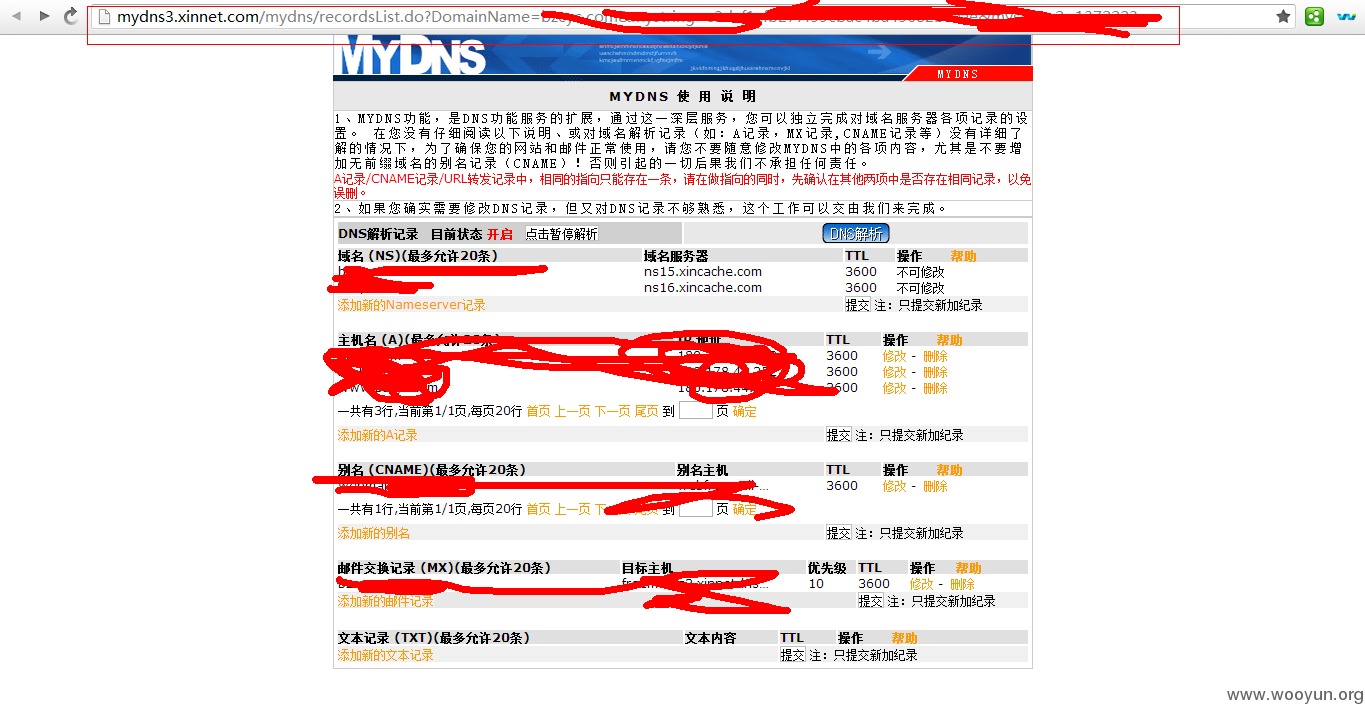 mydns3.xinnet.com/mydns/recordsList.do?DomainName=
MYDNS
MYDNS
MYDNS 使 用 说 明
1、MYDNS功能，是DNS功能服务的扩展，通过这一深层服务，您可以独立完成对域名服务器各项记录的设
置。 在您没有仔细阅读以下说明、或对域名解析记录（如：A记录，MX记录,CNAME记录等）没有详细了
解的情况下，为了确保您的网站和邮件正常使用，请您不要随意修改MYDNS中的各项内容，尤其是不要增
加无前缀域名的别名记录（CNAME）！否则引起的一切后果我们不承担任何责任。
A记录/CNAME记录/URL转发记录中，相同的指向只能存在一条，请在做指向的同时，先确认在其他两项中是否存在相同记录，以免
误删。
2、如果您确实需要修改DNS记录，但又对DNS记录不够熟悉，这个工作可以交由我们来完成。
DNS解析记录 目前状态 开启 点击暂停解析 DNS解析
域名 (NS)(最多允许20条) 域名服务器 TTL 操作 帮助
ns15.xincache.com 3600 不可修改
ns16.xincache.com 3600 不可修改
添加新的Nameserver记录 提交 注：只提交新加纪录
主机名 (A)(最多允许 TTL 操作 帮助
3600 修改 - 删除
3600 修改 - 删除
3600 修改 - 删除
一共有3行,当前第1/1页,每页20行 首页 上一页 下一页 尾页 到 页 确定
添加新的A记录 提交 注：只提交新加纪录
别名 (CNAME)(最多允许20条) 别名主机 TTL 操作 帮助
3600 修改 - 删除
一共有1行,当前第1/1页,每页20行 首页 上一页 到 页 确定
添加新的别名 提交 注：只提交新加纪录
邮件交换记录 (MX)(最多允许20条) 目标主机 优先级 TTL 操作 帮助
10 3600 修改 - 删除
添加新的邮件记录 提交 注：只提交新加纪录
文本记录 (TXT)(最多允许20条) 文本内容 TTL 操作 帮助
添加新的文本记录 提交 注：只提交新加纪录
www.wooyun.org